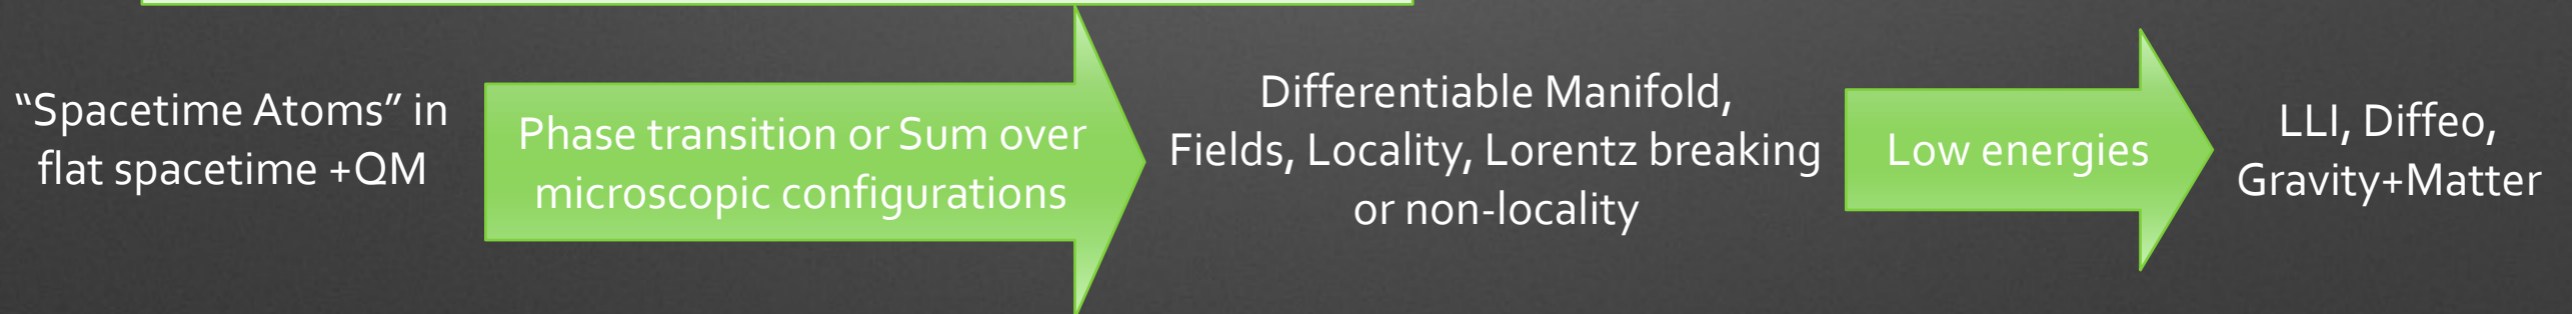 “Spacetime Atoms” in
flat spacetime +QM
Phase transition or Sum over
microscopic configurations
Differentiable Manifold,
Fields, Locality, Lorentz breaking
or non-locality
Low energies
LLI, Diffeo,
Gravity+Matter